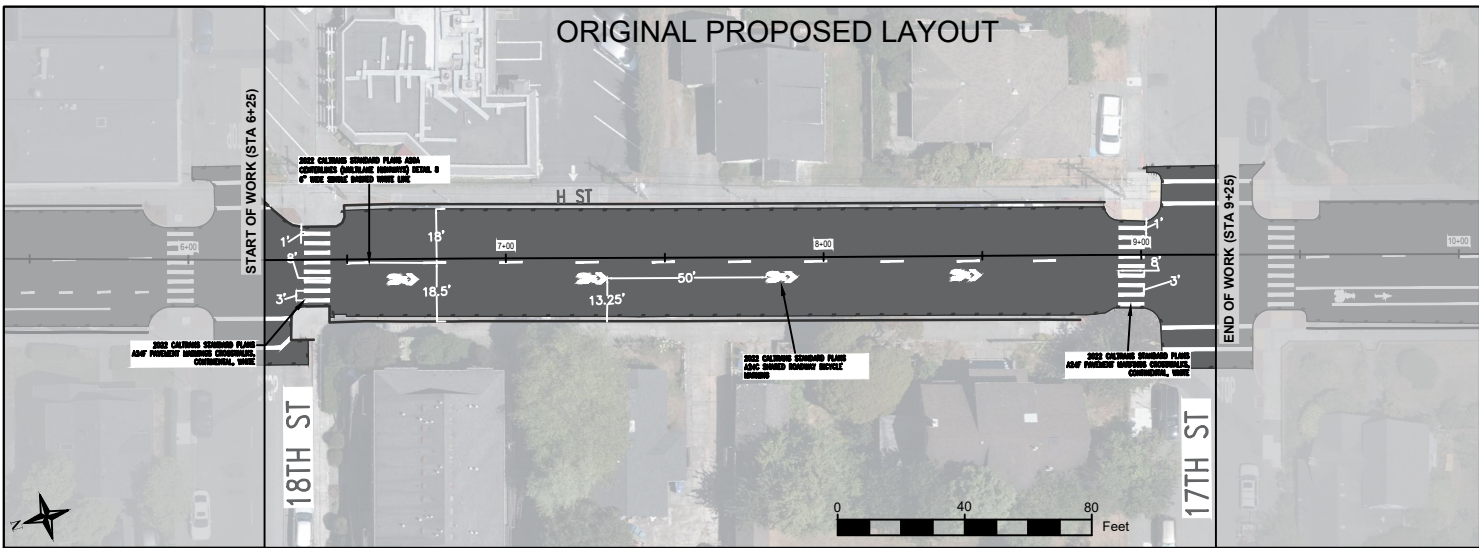 ORIGINAL PROPOSED LAYOUT
START OF WORK (STA 6+25)
2022 CALTRANS STANDARD PLANS A20A
CENTERLINES (MULTILANE HIGHWAYS) DETAIL 8
6" WIDE SINGLE DASHED WHITE LINE
H ST
END OF WORK (STA 9+25)
6+00
7+00
8+00
9+00
10+00
1'
8'
3'
18'
18.5'
13.25'
50'
1'
8'
3'
2022 CALTRANS STANDARD PLANS
A24F PAVEMENT MARKINGS CROSSWALKS,
CONTINENTAL, WHITE
2022 CALTRANS STANDARD PLANS
A24C SHARED ROADWAY BICYCLE
MARKING
2022 CALTRANS STANDARD PLANS
A24F PAVEMENT MARKINGS CROSSWALKS,
CONTINENTAL, WHITE
18TH ST
17TH ST
N
0 40 80
Feet